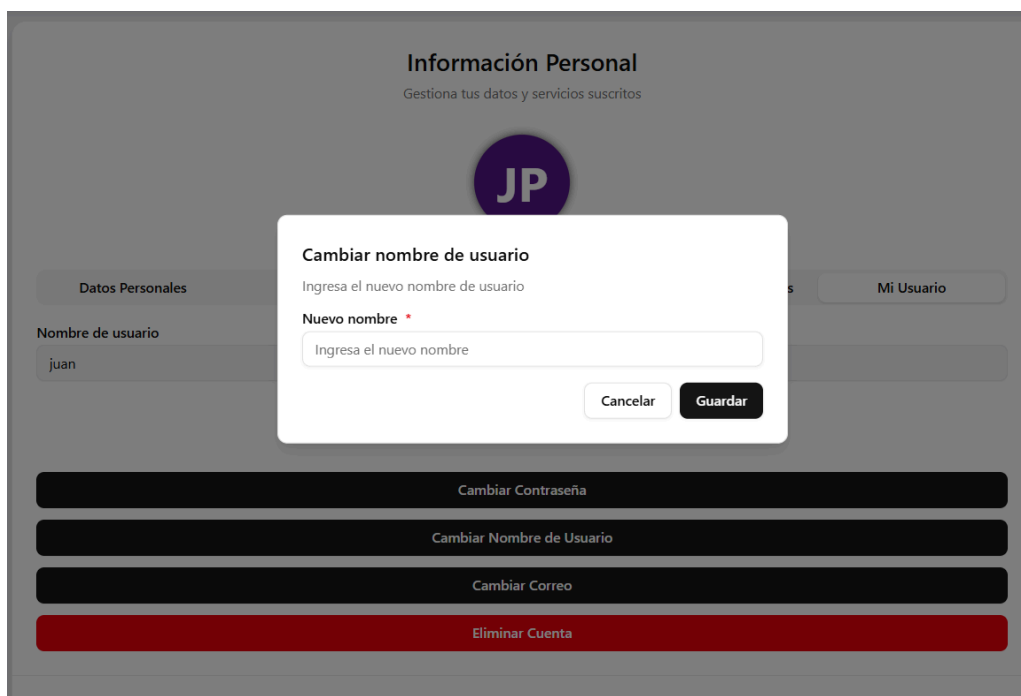 Información Personal
Gestiona tus datos y servicios suscritos
JP
Cambiar nombre de usuario
Ingresa el nuevo nombre de usuario
Nuevo nombre *
Ingresa el nuevo nombre
Cancelar Guardar
Datos Personales s Mi Usuario
Nombre de usuario
juan
Cambiar Contraseña
Cambiar Nombre de Usuario
Cambiar Correo
Eliminar Cuenta